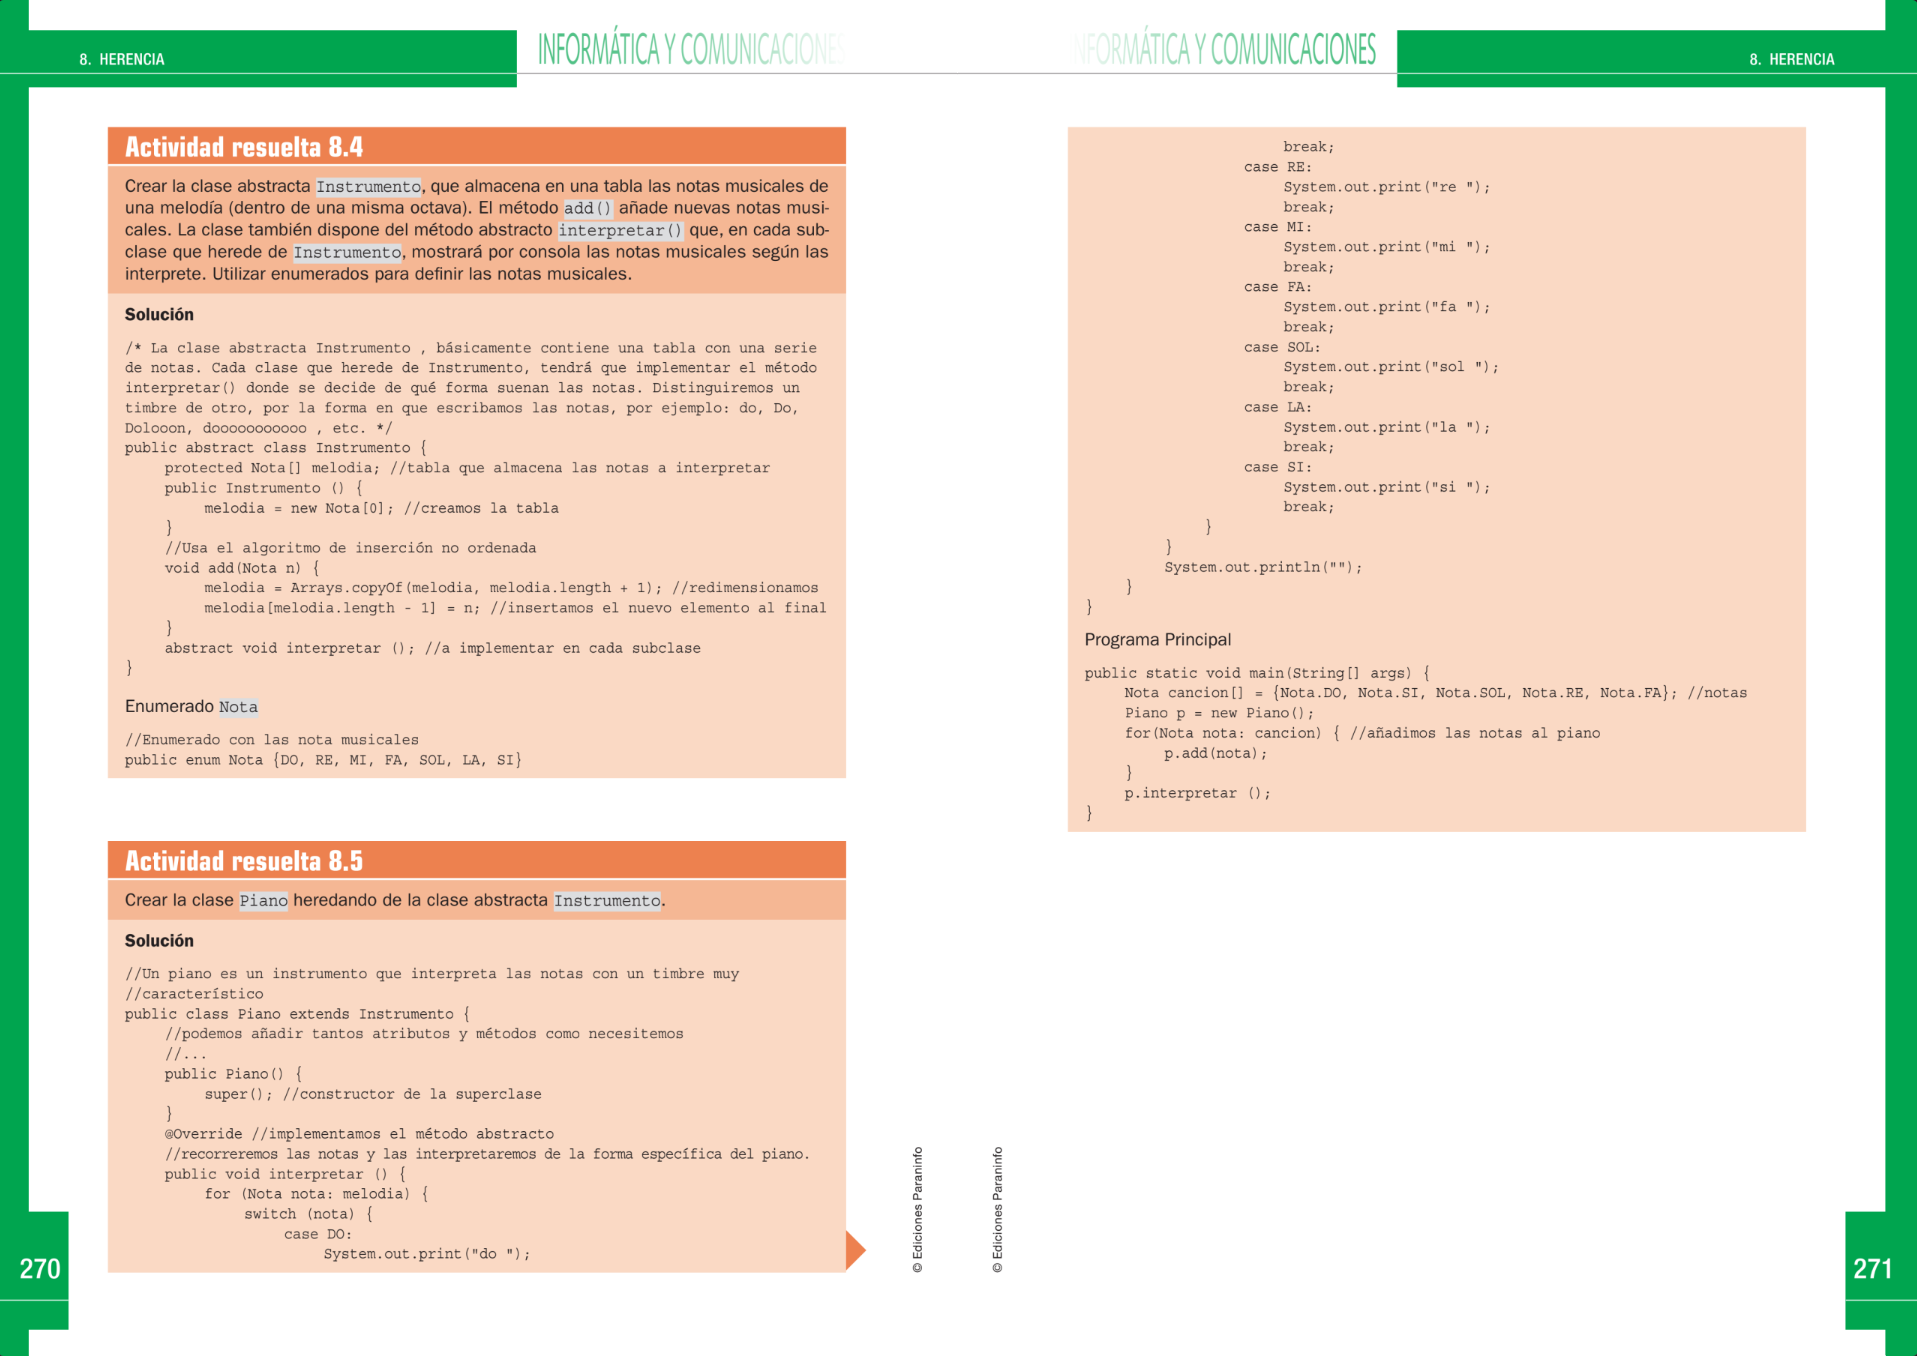 8. HERENCIA
INFORMÁTICA Y COMUNICACIONES
Actividad resuelta 8.4
Crear la clase abstracta Instrumento, que almacena en una tabla las notas musicales de
una melodía (dentro de una misma octava). El método add() añade nuevas notas musi-
cales. La clase también dispone del método abstracto interpretar() que, en cada sub-
clase que herede de Instrumento, mostrará por consola las notas musicales según las
interprete. Utilizar enumerados para definir las notas musicales.
Solución
/* La clase abstracta Instrumento , básicamente contiene una tabla con una serie
de notas. Cada clase que herede de Instrumento, tendrá que implementar el método
interpretar() donde se decide de qué forma suenan las notas. Distinguiremos un
timbre de otro, por la forma en que escribamos las notas, por ejemplo: do, Do,
Dolooon, dooooooooooo , etc. */
public abstract class Instrumento {
protected Nota[] melodia; //tabla que almacena las notas a interpretar
public Instrumento () {
melodia = new Nota[0]; //creamos la tabla
}
//Usa el algoritmo de inserción no ordenada
void add(Nota n) {
melodia = Arrays.copyOf(melodia, melodia.length + 1); //redimensionamos
melodia[melodia.length - 1] = n; //insertamos el nuevo elemento al final
}
abstract void interpretar (); //a implementar en cada subclase
}
Enumerado Nota
//Enumerado con las nota musicales
public enum Nota {DO, RE, MI, FA, SOL, LA, SI}
Actividad resuelta 8.5
Crear la clase Piano heredando de la clase abstracta Instrumento.
Solución
//Un piano es un instrumento que interpreta las notas con un timbre muy
//característico
public class Piano extends Instrumento {
//podemos añadir tantos atributos y métodos como necesitemos
//...
public Piano() {
super(); //constructor de la superclase
}
@Override //implementamos el método abstracto
//recorreremos las notas y las interpretaremos de la forma específica del piano.
public void interpretar () {
for (Nota nota: melodia) {
switch (nota) {
case DO:
System.out.print("do ");
© Ediciones Paraninfo
270
INFORMÁTICA Y COMUNICACIONES
8. HERENCIA
break;
case RE:
System.out.print("re ");
break;
case MI:
System.out.print("mi ");
break;
case FA:
System.out.print("fa ");
break;
case SOL:
System.out.print("sol ");
break;
case LA:
System.out.print("la ");
break;
case SI:
System.out.print("si ");
break;
}
}
System.out.println("");
}
}
Programa Principal
public static void main(String[] args) {
Nota cancion[] = {Nota.DO, Nota.SI, Nota.SOL, Nota.RE, Nota.FA}; //notas
Piano p = new Piano();
for(Nota nota: cancion) { //añadimos las notas al piano
p.add(nota);
}
p.interpretar ();
}
© Ediciones Paraninfo
271